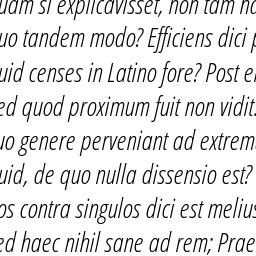 uam si explicavisset, non tam ha
uo tandem modo? Efficiens dici p
uid censes in Latino fore? Post e
ed quod proximum fuit non vidit.
uo genere perveniant ad extrem
uid, de quo nulla dissensio est?
os contra singulos dici est melius
ed haec nihil sane ad rem; Prae